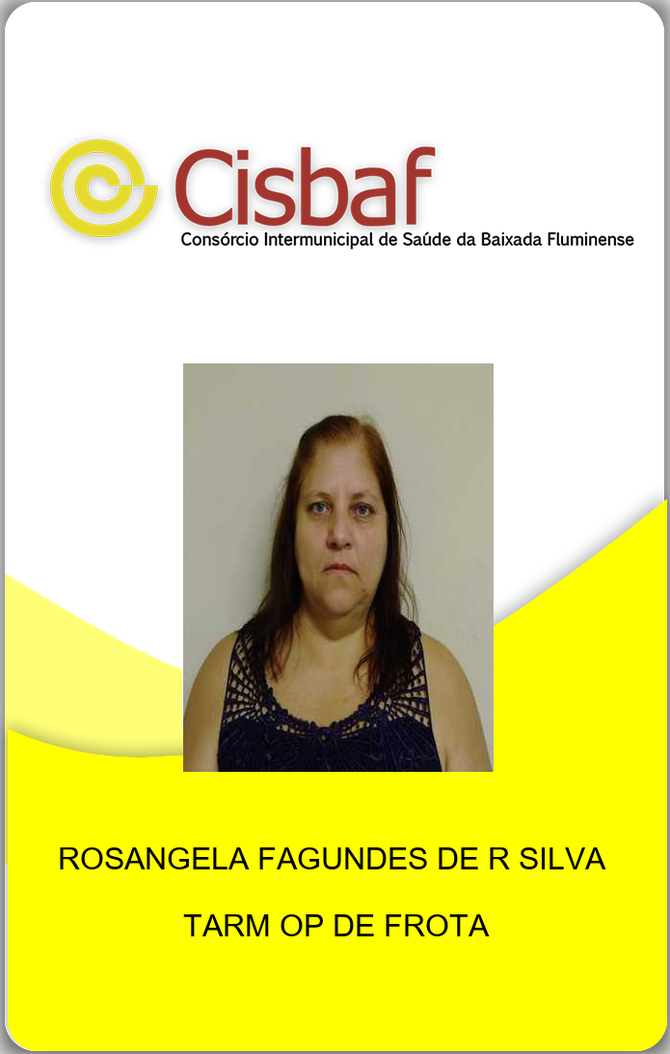 Cisbaf
Consórcio Intermunicipal de Saúde da Baixada Fluminense
ROSANGELA FAGUNDES DE R SILVA
TARM OP DE FROTA